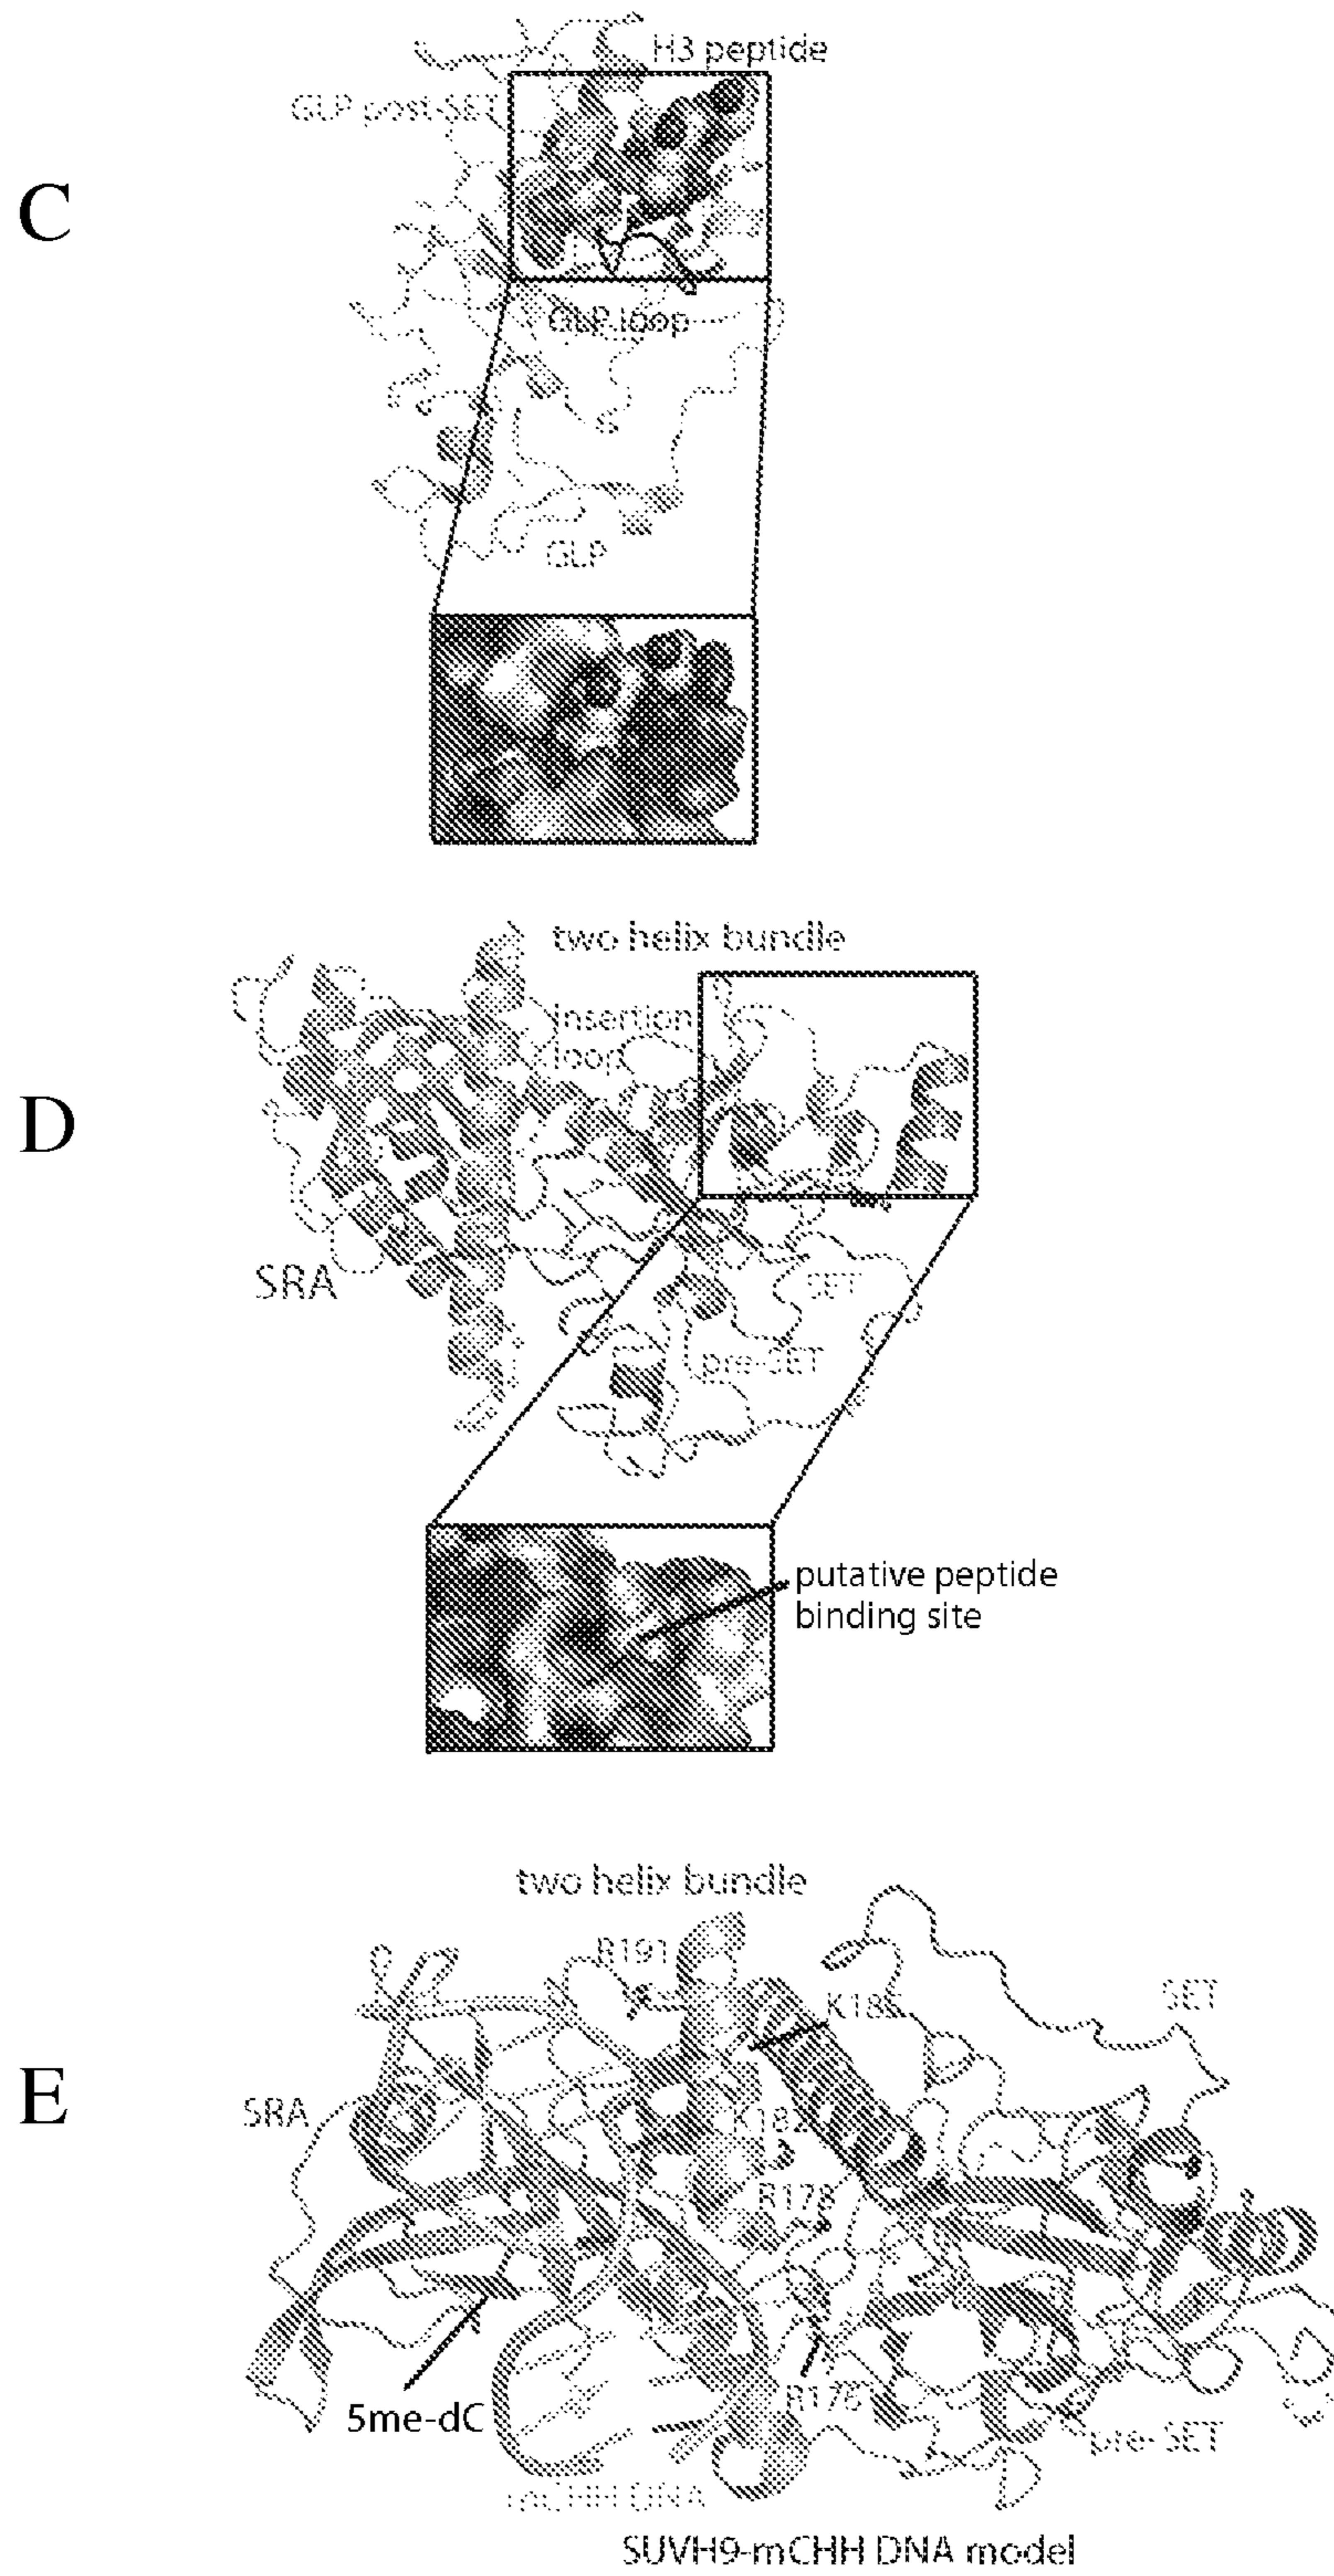 C
H3 peptide
GLP post-SET
GLP loop
GLP
D
two helix bundle
Insertion
loop
SRA
SET
pre-SET
putative peptide
binding site
E
two helix bundle
R191
SET
SRA
K182
R178
5me-dC
R176
pre-SET
mCHH DNA
SUVH9-mCHH DNA model